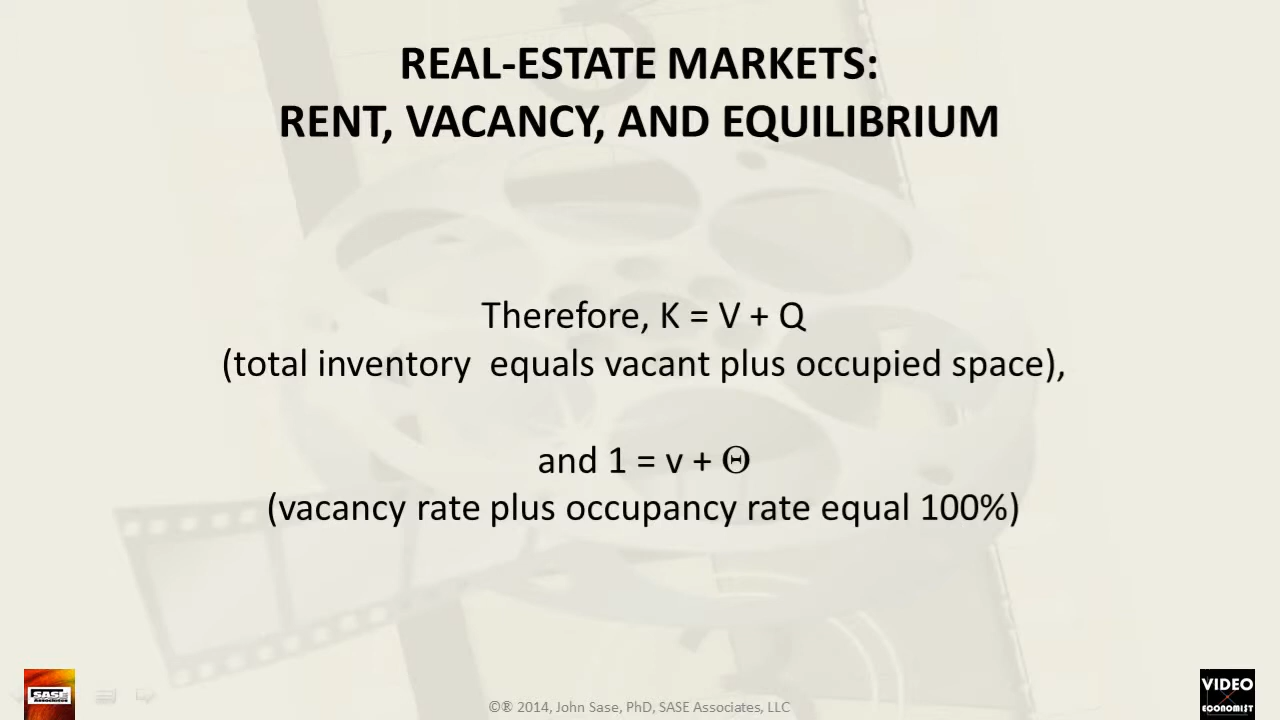 REAL-ESTATE MARKETS:
RENT, VACANCY, AND EQUILIBRIUM
Therefore, K = V + Q
(total inventory  equals vacant plus occupied space),
and 1 = v + Θ
(vacancy rate plus occupancy rate equal 100%)
SASE
Associates
©® 2014, John Sase, PhD, SASE Associates, LLC
VIDEO
ECONOMIST